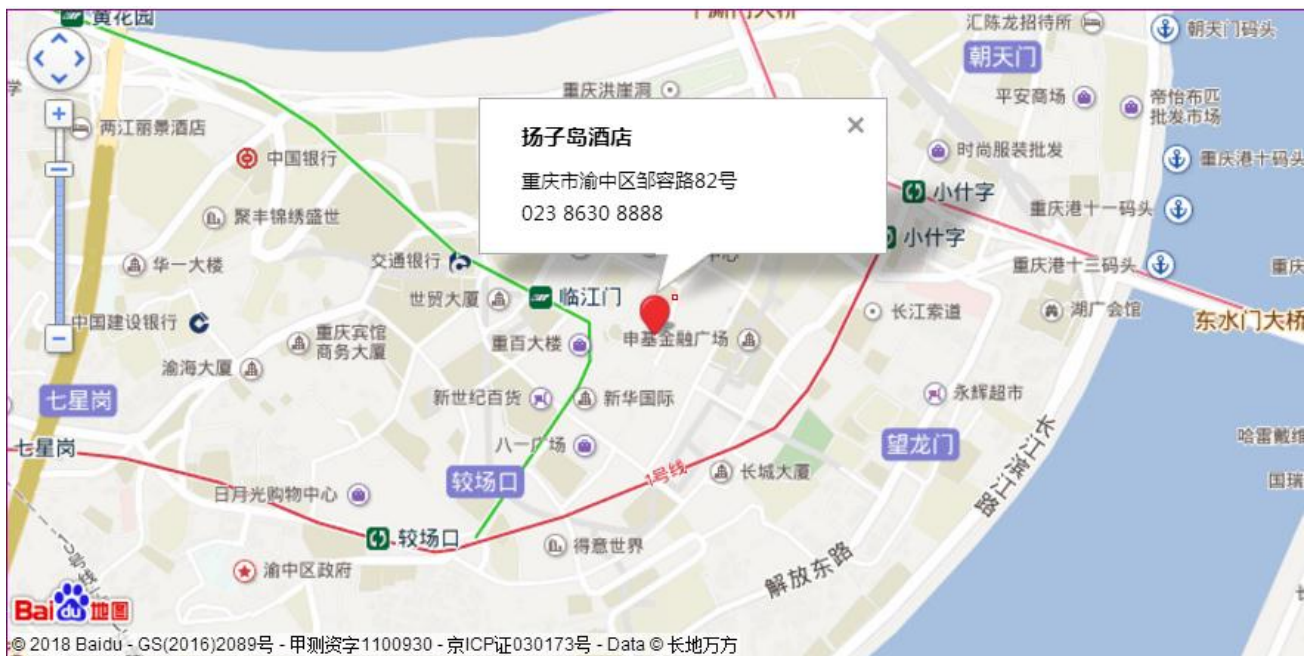 黄花园
汇陈龙招待所
朝天门码头
朝天门
重庆洪崖洞
平安商场
帝怡布匹
批发市场
两江丽景酒店
扬子岛酒店
重庆市渝中区邹容路82号
023 8630 8888
中国银行
时尚服装批发
重庆港十码头
小什字
聚丰锦绣盛世
重庆港十一码头
小什字
交通银行
华一大楼
重庆港十三码头
重庆
世贸大厦
临江门
长江索道
湖广会馆
东水门大桥
中国建设银行
重庆宾馆
商务大厦
重百大楼
申基金融广场
渝海大厦
七星岗
新世纪百货
新华国际
永辉超市
七星岗
八一广场
望龙门
长江滨江路
哈雷戴维
较场口
1号线
长城大厦
国瑞
日月光购物中心
较场口
得意世界
渝中区政府
解放东路
Bai du 地图
© 2018 Baidu - GS(2016)2089号 - 甲测资字1100930 - 京ICP证030173号 - Data © 长地万方